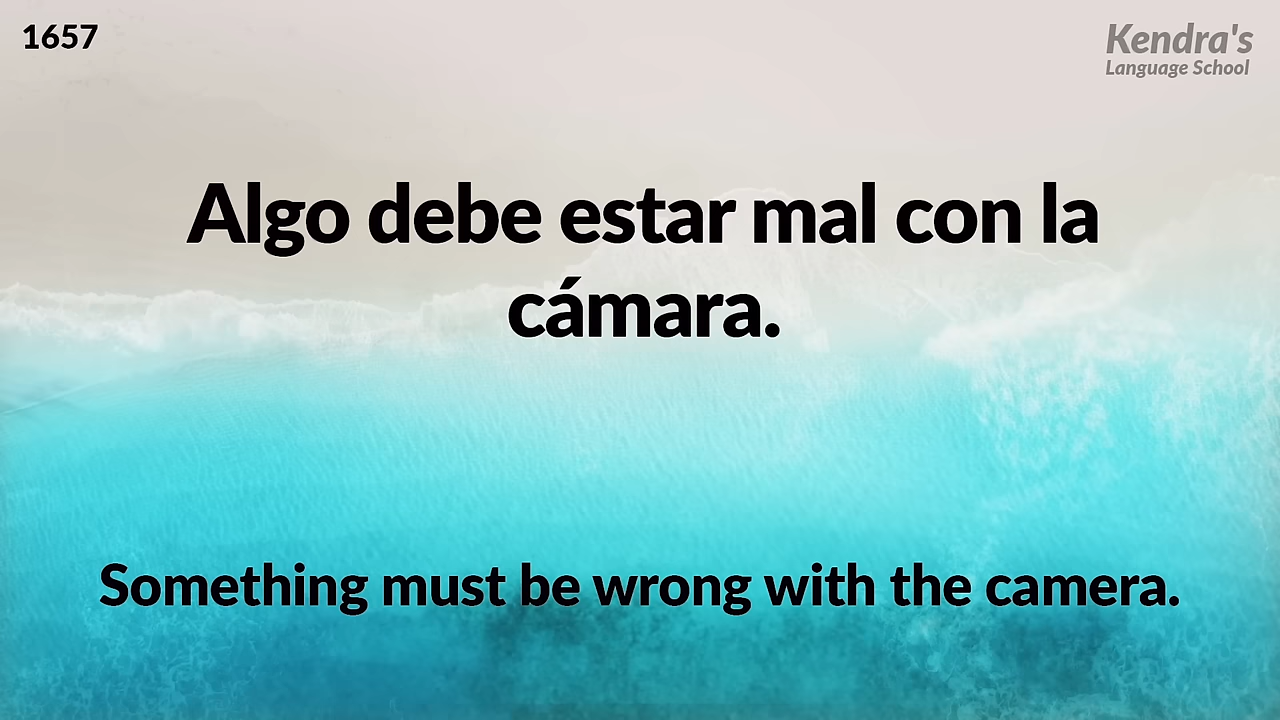 1657
Kendra's
Language School
Algo debe estar mal con la
cámara.
Something must be wrong with the camera.